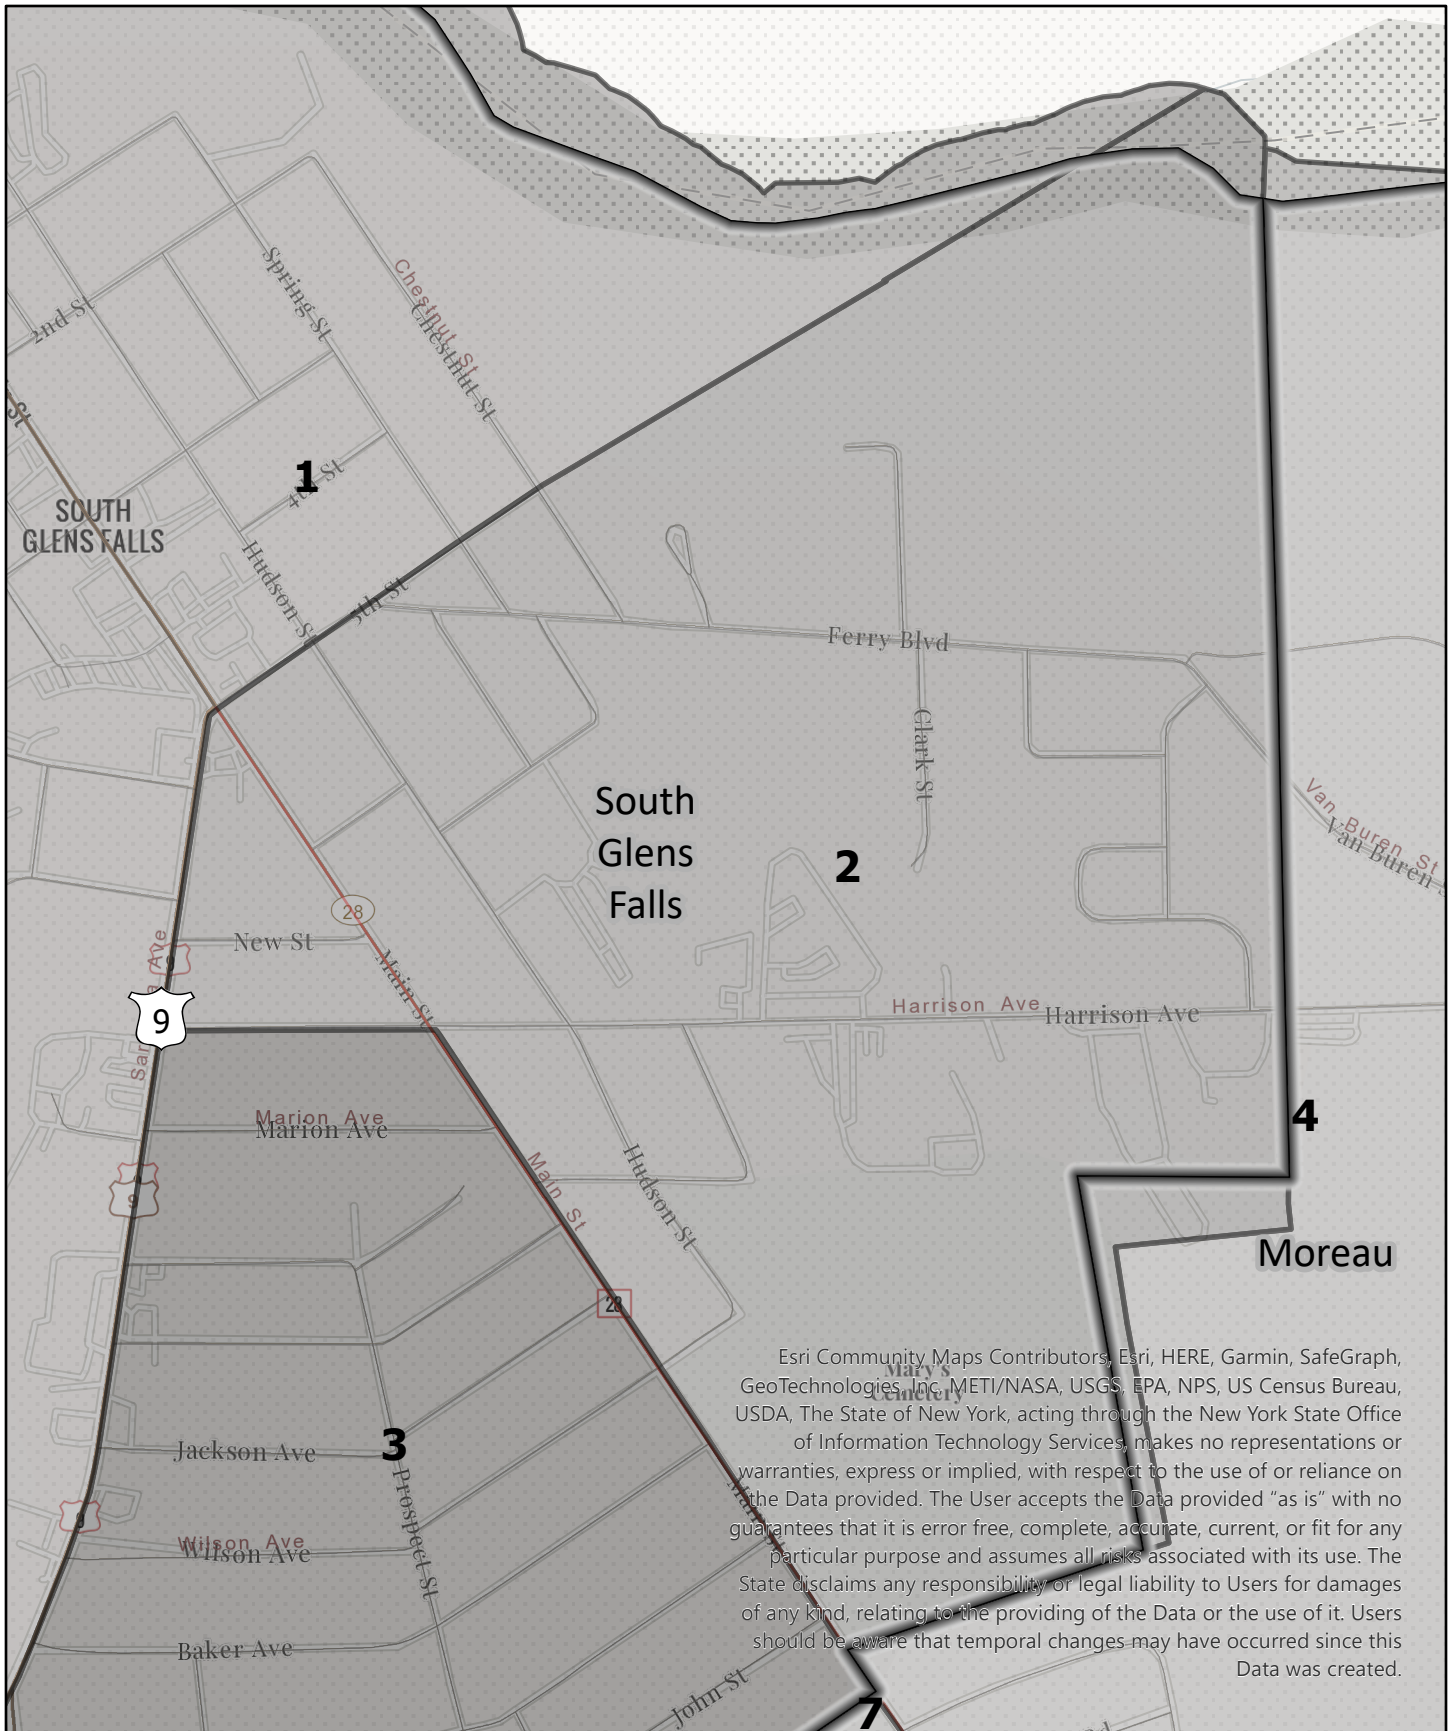 Chestnut St
Spring St
Chestnut St
2nd St
St
1
4th St
SOUTH
GLENS FALLS
Hudson St
5th St
Ferry Blvd
Clark St
South
Glens
Falls
2
Van Buren St
Van Buren
28
New St
Main St
Ave
9
9
Harrison Ave
Harrison Ave
Marion Ave
Marion Ave
4
Main St
Hudson St
9
Moreau
28
Esri Community Maps Contributors, Esri, HERE, Garmin, SafeGraph,
GeoTechnologies, Inc, METI/NASA, USGS, EPA, NPS, US Census Bureau,
USDA, The State of New York, acting through the New York State Office
of Information Technology Services, makes no representations or
warranties, express or implied, with respect to the use of or reliance on
the Data provided. The User accepts the Data provided “as is” with no
guarantees that it is error free, complete, accurate, current, or fit for any
particular purpose and assumes all risks associated with its use. The
State disclaims any responsibility or legal liability to Users for damages
of any kind, relating to the providing of the Data or the use of it. Users
should be aware that temporal changes may have occurred since this
Data was created.
Mary's
Cemetery
3
Jackson Ave
Prospect St
Main St
9
Wilson Ave
Wilson Ave
Baker Ave
John St
7